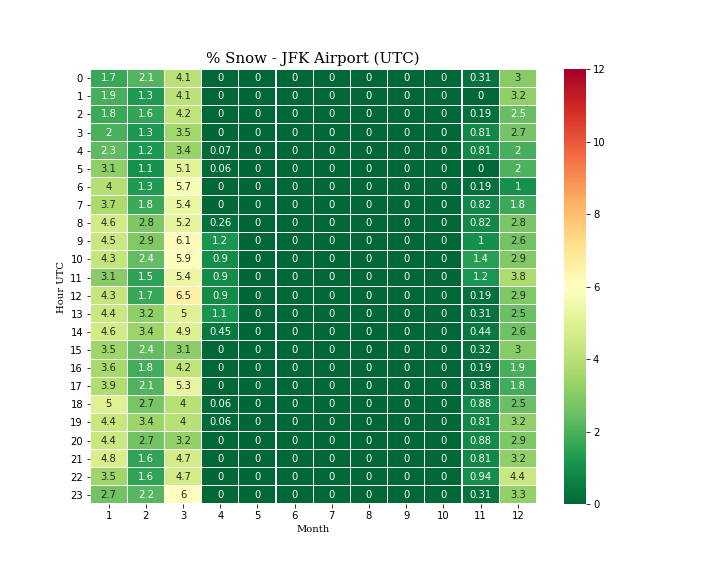 % Snow - JFK Airport (UTC)
0 1.7 2.1 4.1 0 0 0 0 0 0 0 0.31 3
1 1.9 1.3 4.1 0 0 0 0 0 0 0 0 3.2
2 1.8 1.6 4.2 0 0 0 0 0 0 0 0.19 2.5
3 2 1.3 3.5 0 0 0 0 0 0 0 0.81 2.7
4 2.3 1.2 3.4 0.07 0 0 0 0 0 0 0.81 2
5 3.1 1.1 5.1 0.06 0 0 0 0 0 0 0 2
6 4 1.3 5.7 0 0 0 0 0 0 0 0.19 1
7 3.7 1.8 5.4 0 0 0 0 0 0 0 0.82 1.8
8 4.6 2.8 5.2 0.26 0 0 0 0 0 0 0.82 2.8
9 4.5 2.9 6.1 1.2 0 0 0 0 0 0 1 2.6
10 4.3 2.4 5.9 0.9 0 0 0 0 0 0 1.4 2.9
11 3.1 1.5 5.4 0.9 0 0 0 0 0 0 1.2 3.8
12 4.3 1.7 6.5 0.9 0 0 0 0 0 0 0.19 2.9
13 4.4 3.2 5 1.1 0 0 0 0 0 0 0.31 2.5
14 4.6 3.4 4.9 0.45 0 0 0 0 0 0 0.44 2.6
15 3.5 2.4 3.1 0 0 0 0 0 0 0 0.32 3
16 3.6 1.8 4.2 0 0 0 0 0 0 0 0.19 1.9
17 3.9 2.1 5.3 0 0 0 0 0 0 0 0.38 1.8
18 5 2.7 4 0.06 0 0 0 0 0 0 0.88 2.5
19 4.4 3.4 4 0.06 0 0 0 0 0 0 0.81 3.2
20 4.4 2.7 3.2 0 0 0 0 0 0 0 0.88 2.9
21 4.8 1.6 4.7 0 0 0 0 0 0 0 0.81 3.2
22 3.5 1.6 4.7 0 0 0 0 0 0 0 0.94 4.4
23 2.7 2.2 6 0 0 0 0 0 0 0 0.31 3.3
1 2 3 4 5 6 7 8 9 10 11 12
Month
Hour UTC
12
10
8
6
4
2
0